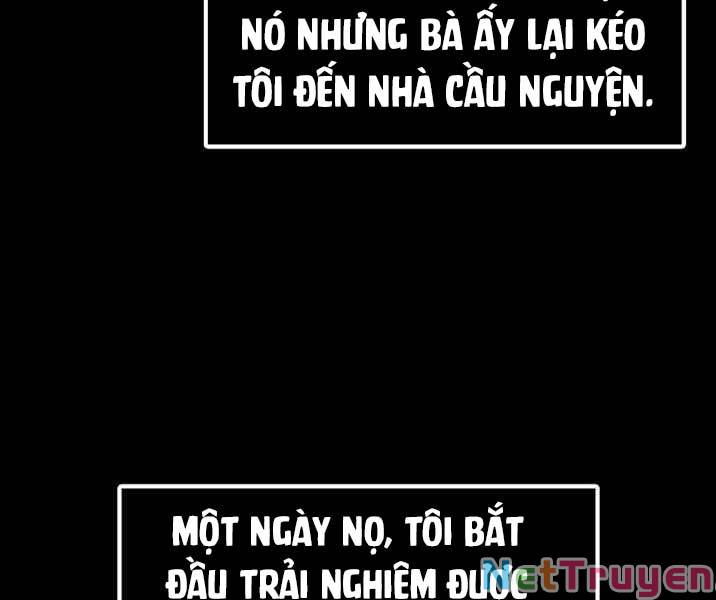 NÓ NHƯNG BÀ ẤY LẠI KÉO
TÔI ĐẾN NHÀ CẦU NGUYỆN.
MỘT NGÀY NỌ, TÔI BẮT
ĐẦU TRẢI NGHIỆM ĐƯỢC
NetTruyen